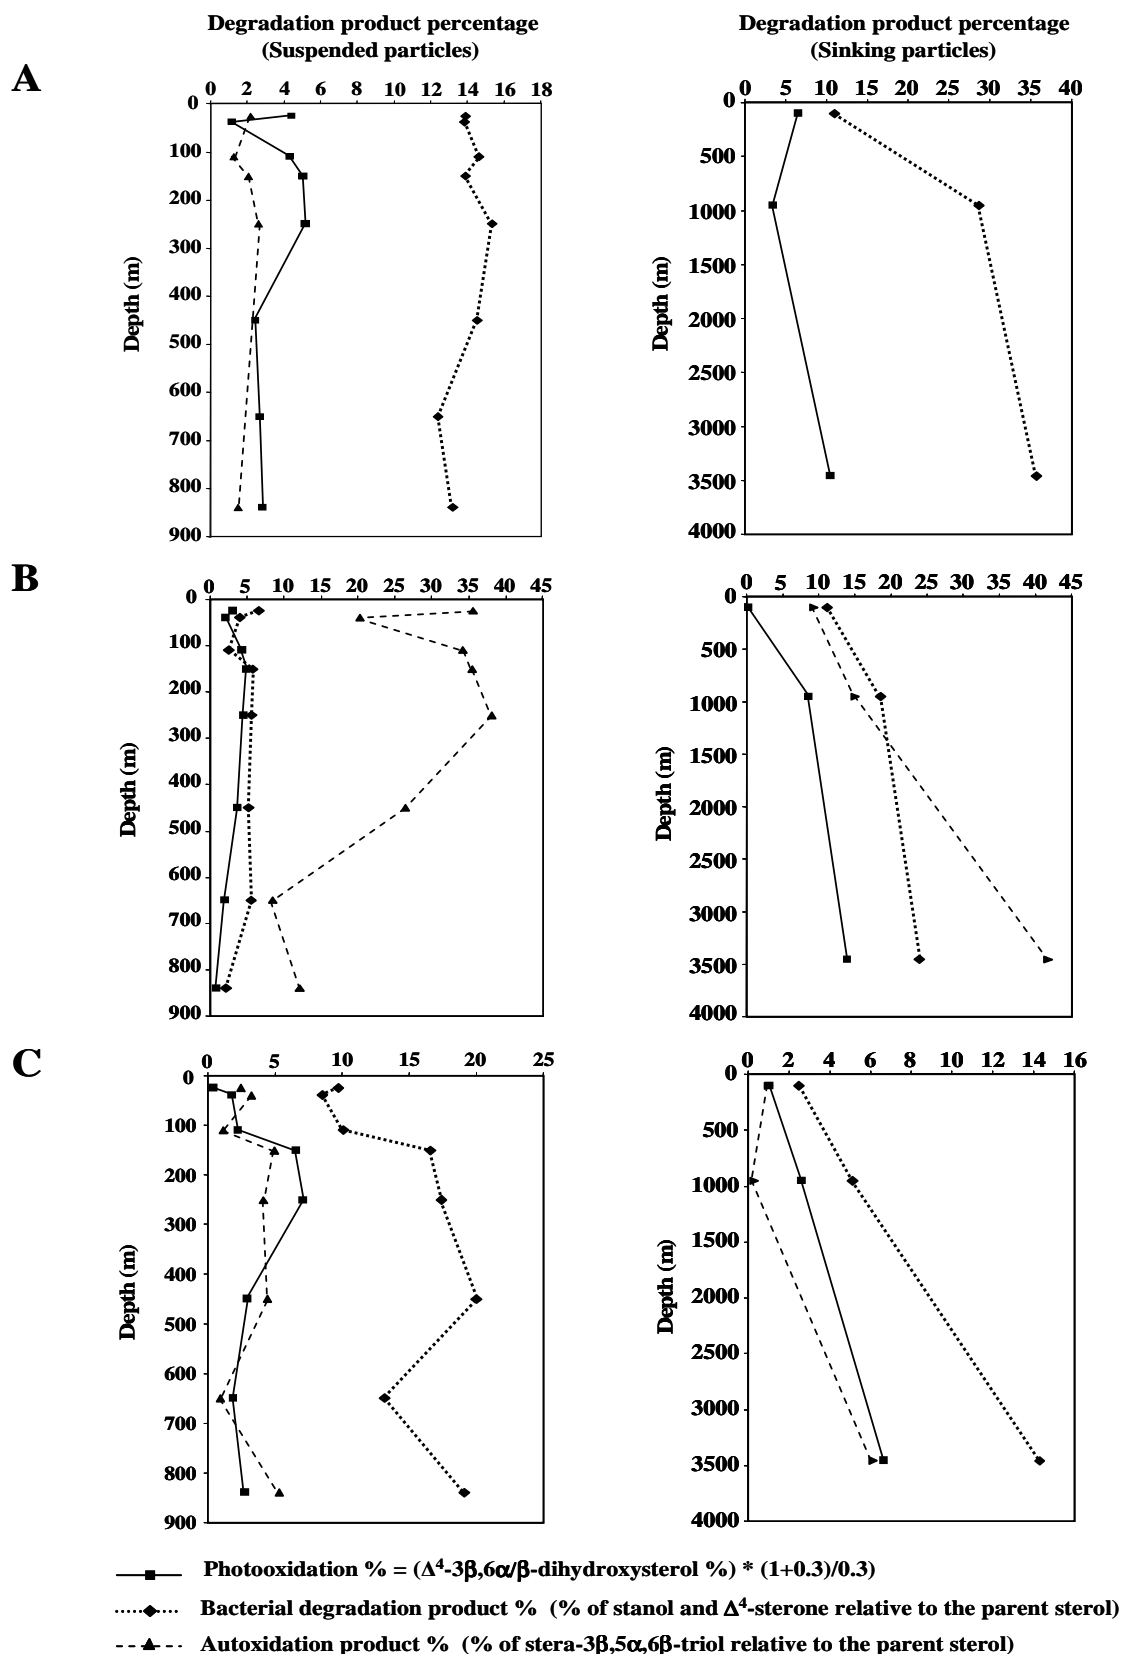 Degradation product percentage
(Suspended particles)
Degradation product percentage
(Sinking particles)
A
0 2 4 6 8 10 12 14 16 18
0
100
200
300
400
500
600
700
800
900
Depth (m)
0 5 10 15 20 25 30 35 40
0
500
1000
1500
2000
2500
3000
3500
4000
Depth (m)
B
0 5 10 15 20 25 30 35 40 45
0
100
200
300
400
500
600
700
800
900
Depth (m)
0 5 10 15 20 25 30 35 40 45
0
500
1000
1500
2000
2500
3000
3500
4000
Depth (m)
C
0 5 10 15 20 25
0
100
200
300
400
500
600
700
800
900
Depth (m)
0 2 4 6 8 10 12 14 16
0
500
1000
1500
2000
2500
3000
3500
4000
Depth (m)
Photooxidation % = (Δ⁴-3β,6α/β-dihydroxysterol %) * (1+0.3)/0.3)
Bacterial degradation product % (% of stanol and Δ⁴-sterone relative to the parent sterol)
Autoxidation product % (% of stera-3β,5α,6β-triol relative to the parent sterol)